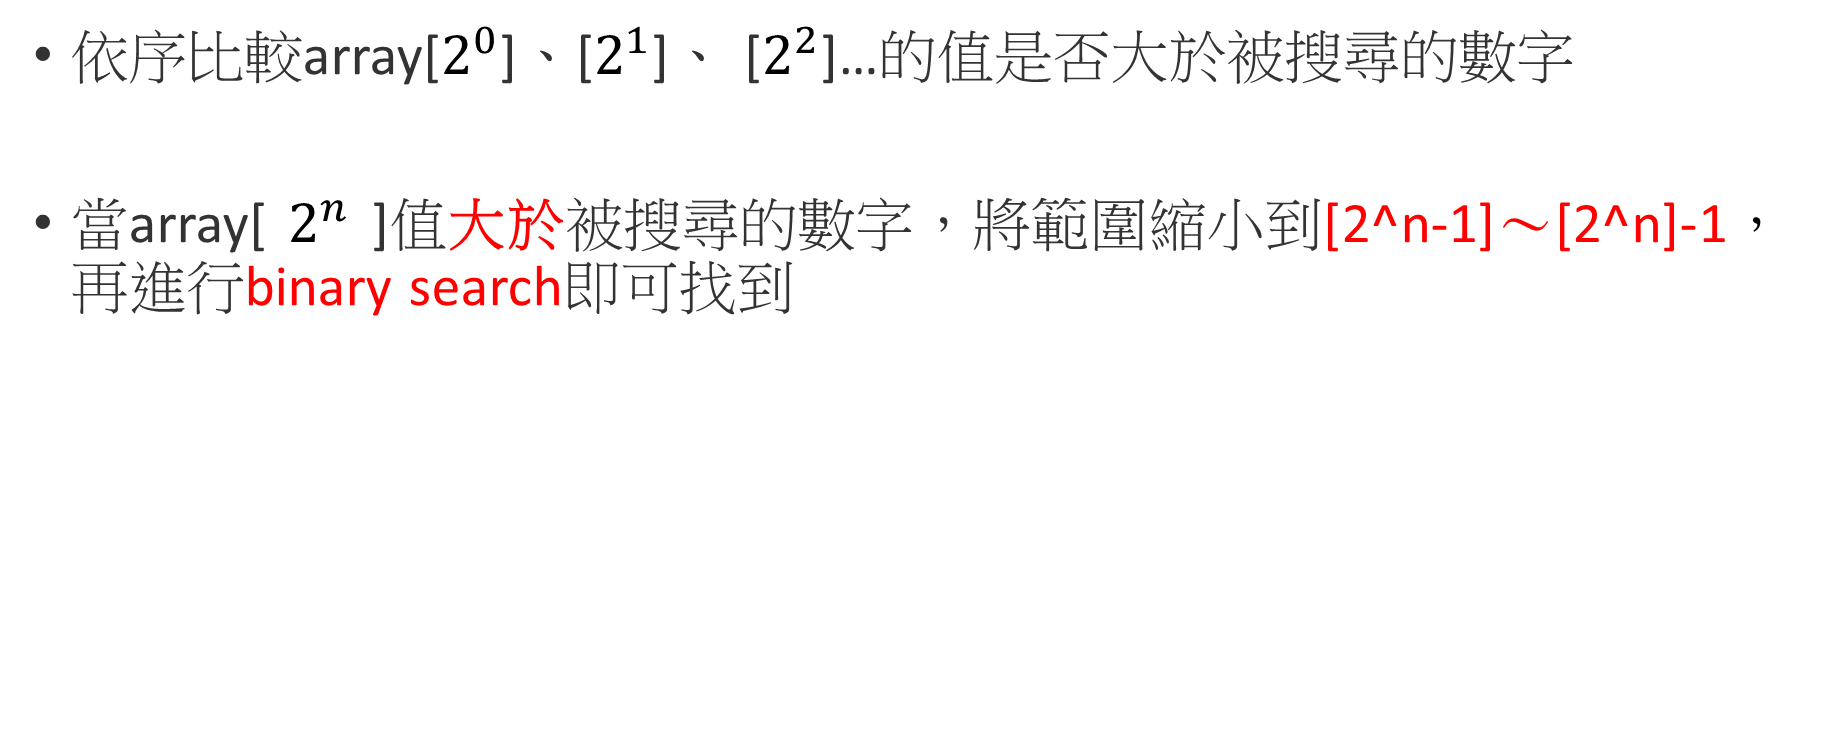 • 依序比較array[2⁰]、[2¹]、 [2²]…的值是否大於被搜尋的數字
• 當array[ 2ⁿ ]值大於被搜尋的數字，將範圍縮小到[2^n-1]～[2^n]-1，
再進行binary search即可找到